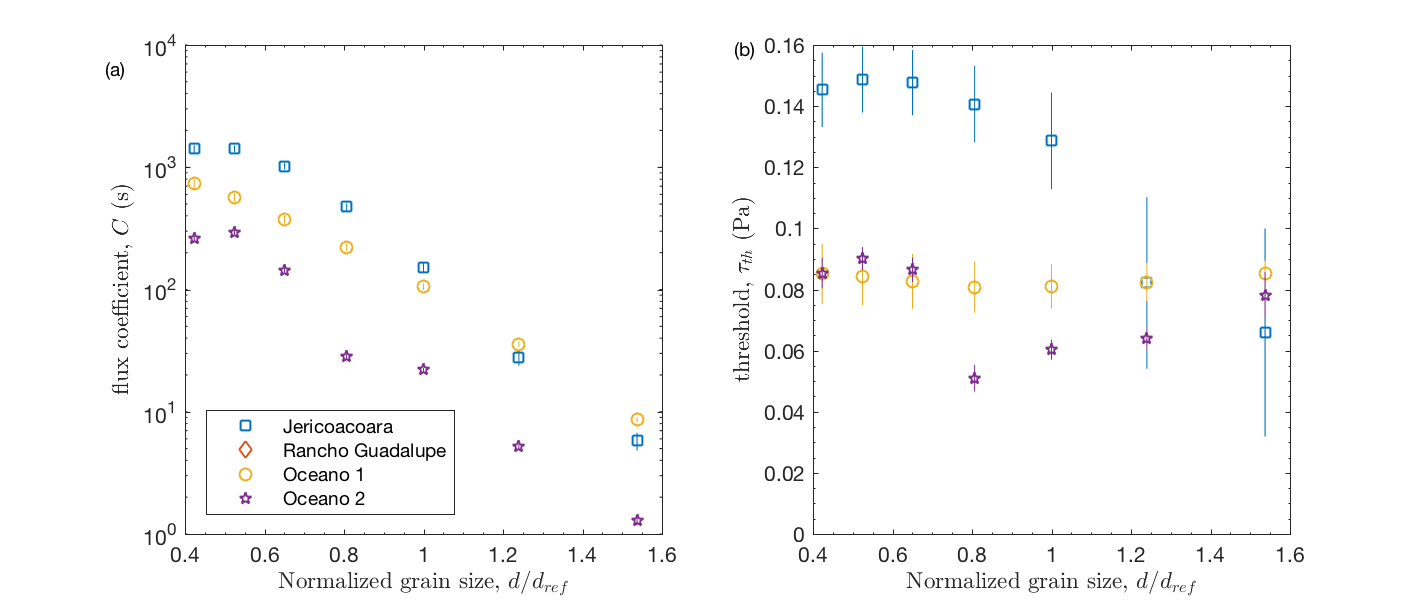 (a)
flux coefficient, C (s)
10^4
10^3
10^2
10^1
10^0
Jericoacoara
Rancho Guadalupe
Oceano 1
Oceano 2
0.4 0.6 0.8 1 1.2 1.4 1.6
Normalized grain size, d/d_ref
(b)
threshold, τ_th (Pa)
0.16
0.14
0.12
0.1
0.08
0.06
0.04
0.02
0
0.4 0.6 0.8 1 1.2 1.4 1.6
Normalized grain size, d/d_ref